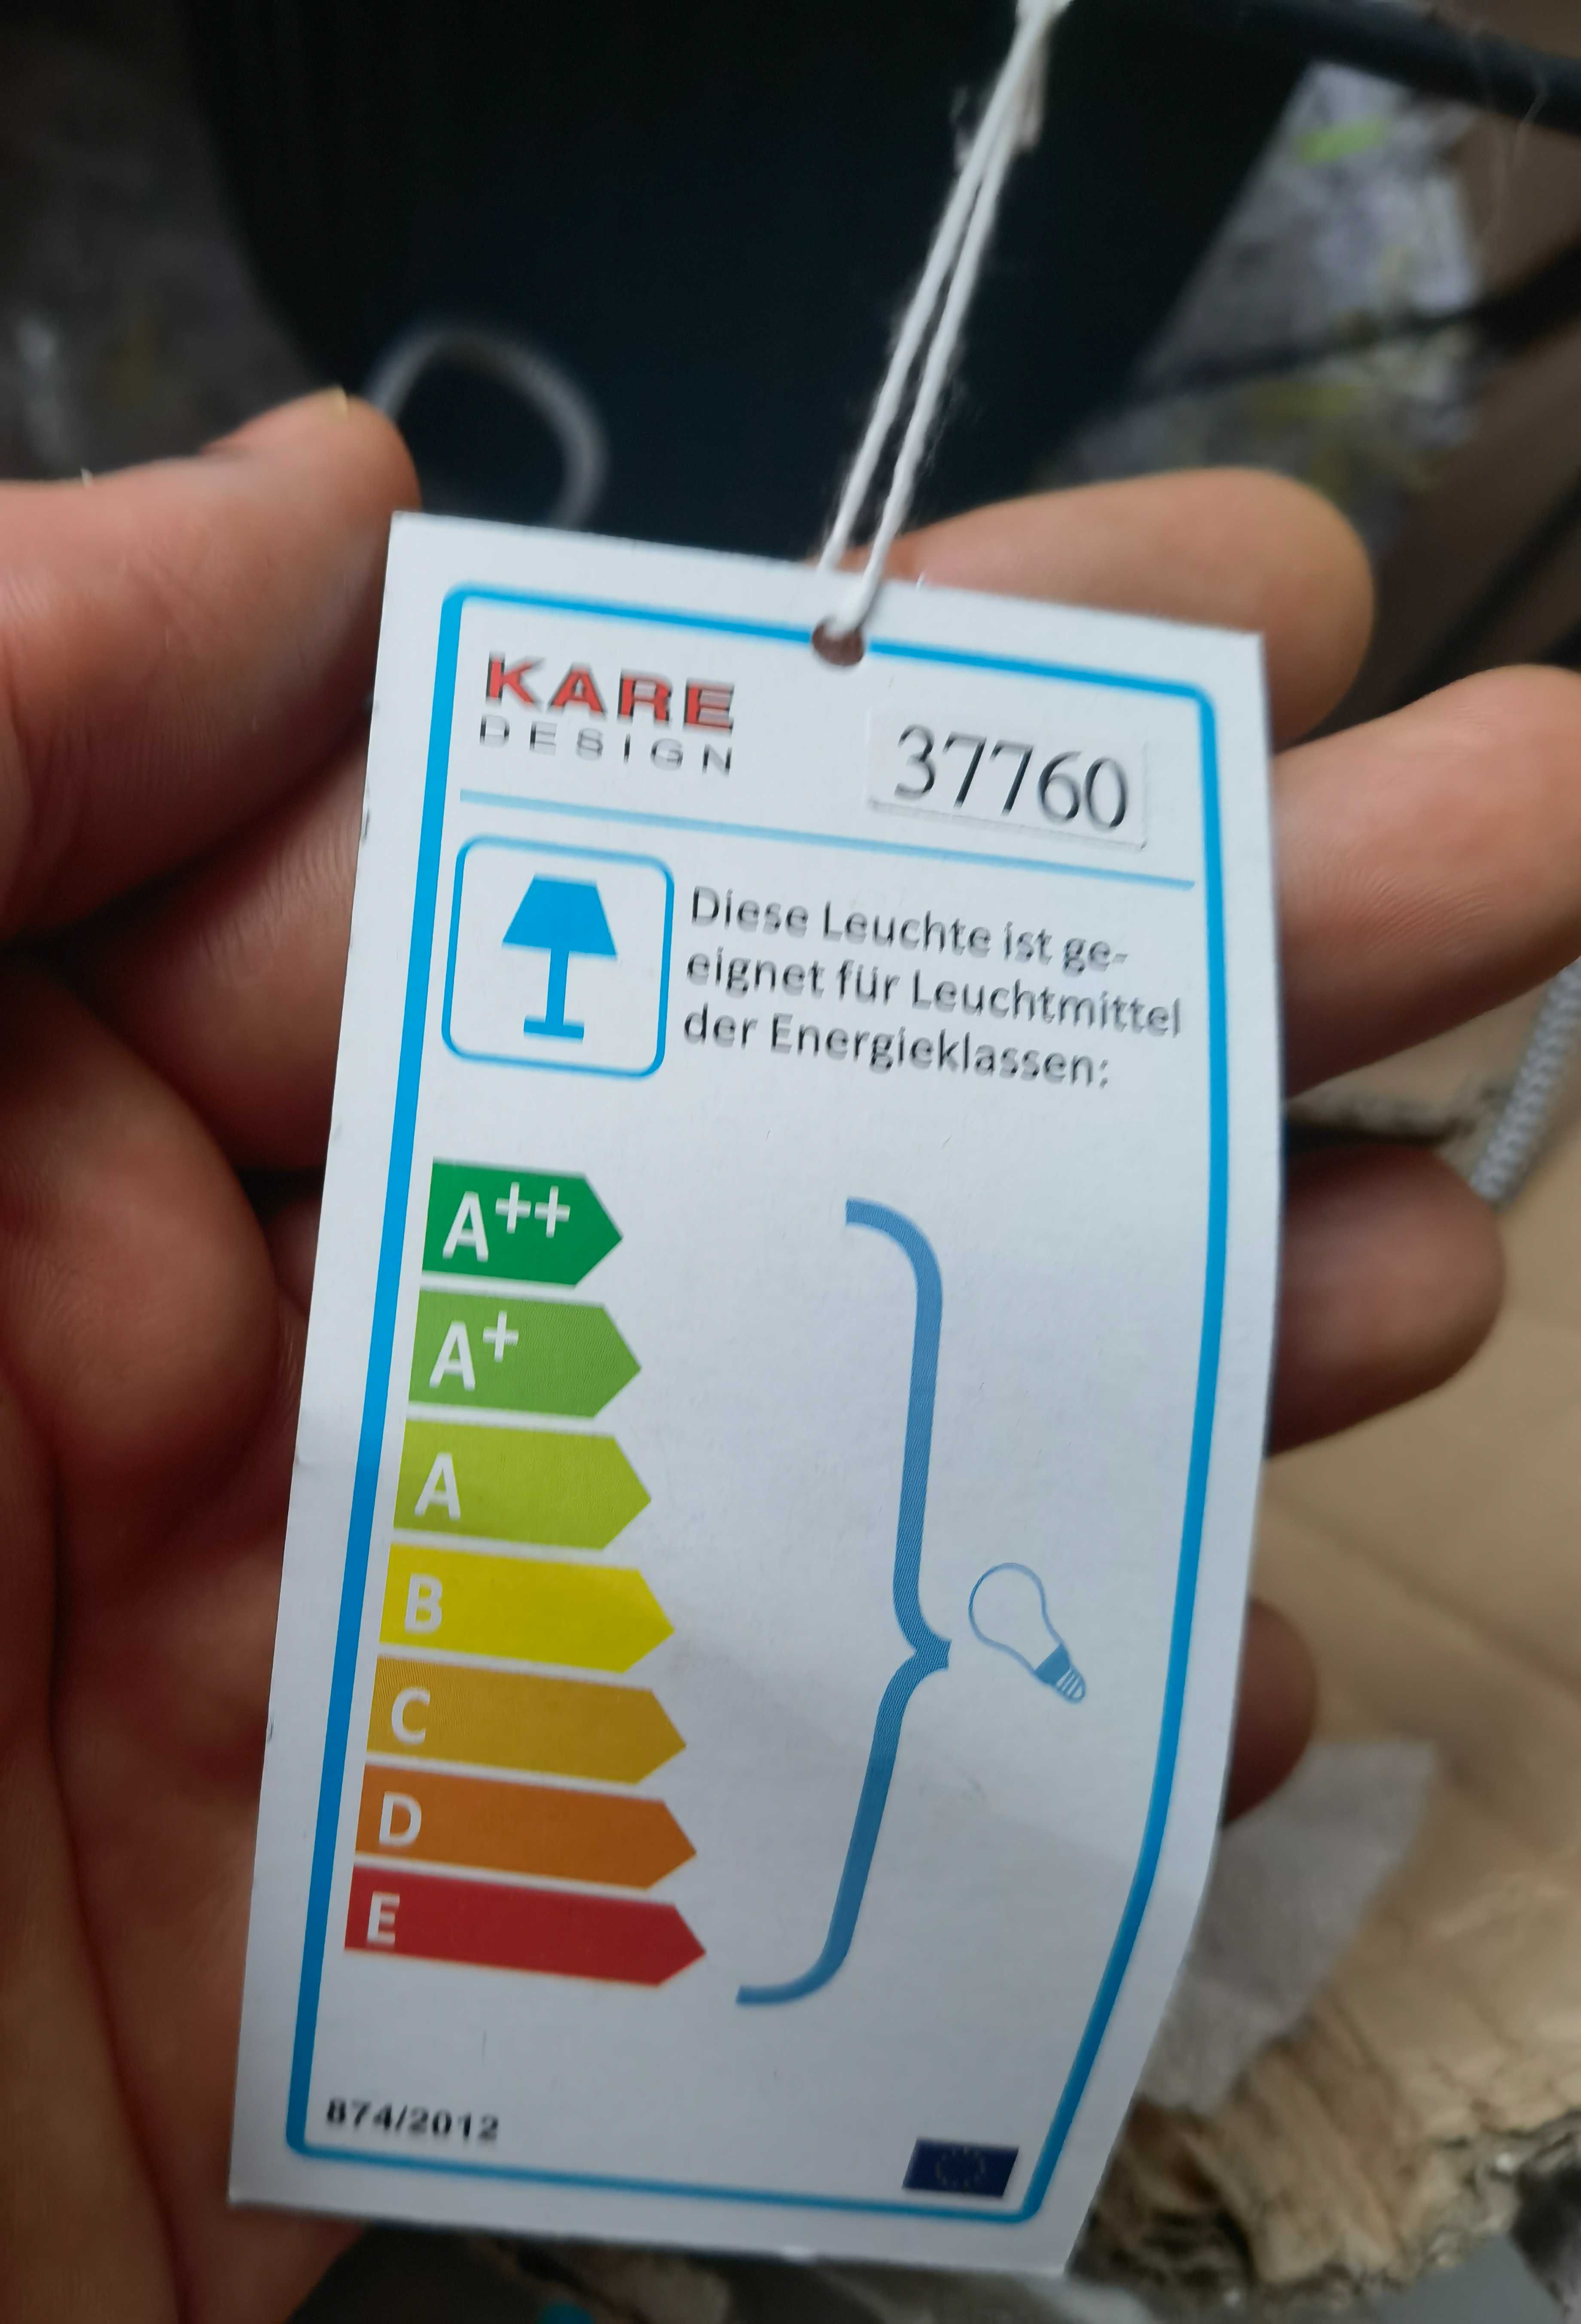 KARE
DESIGN
37760
Diese Leuchte ist ge-
eignet für Leuchtmittel
der Energieklassen:
A++
A+
A
B
C
D
E
874/2012